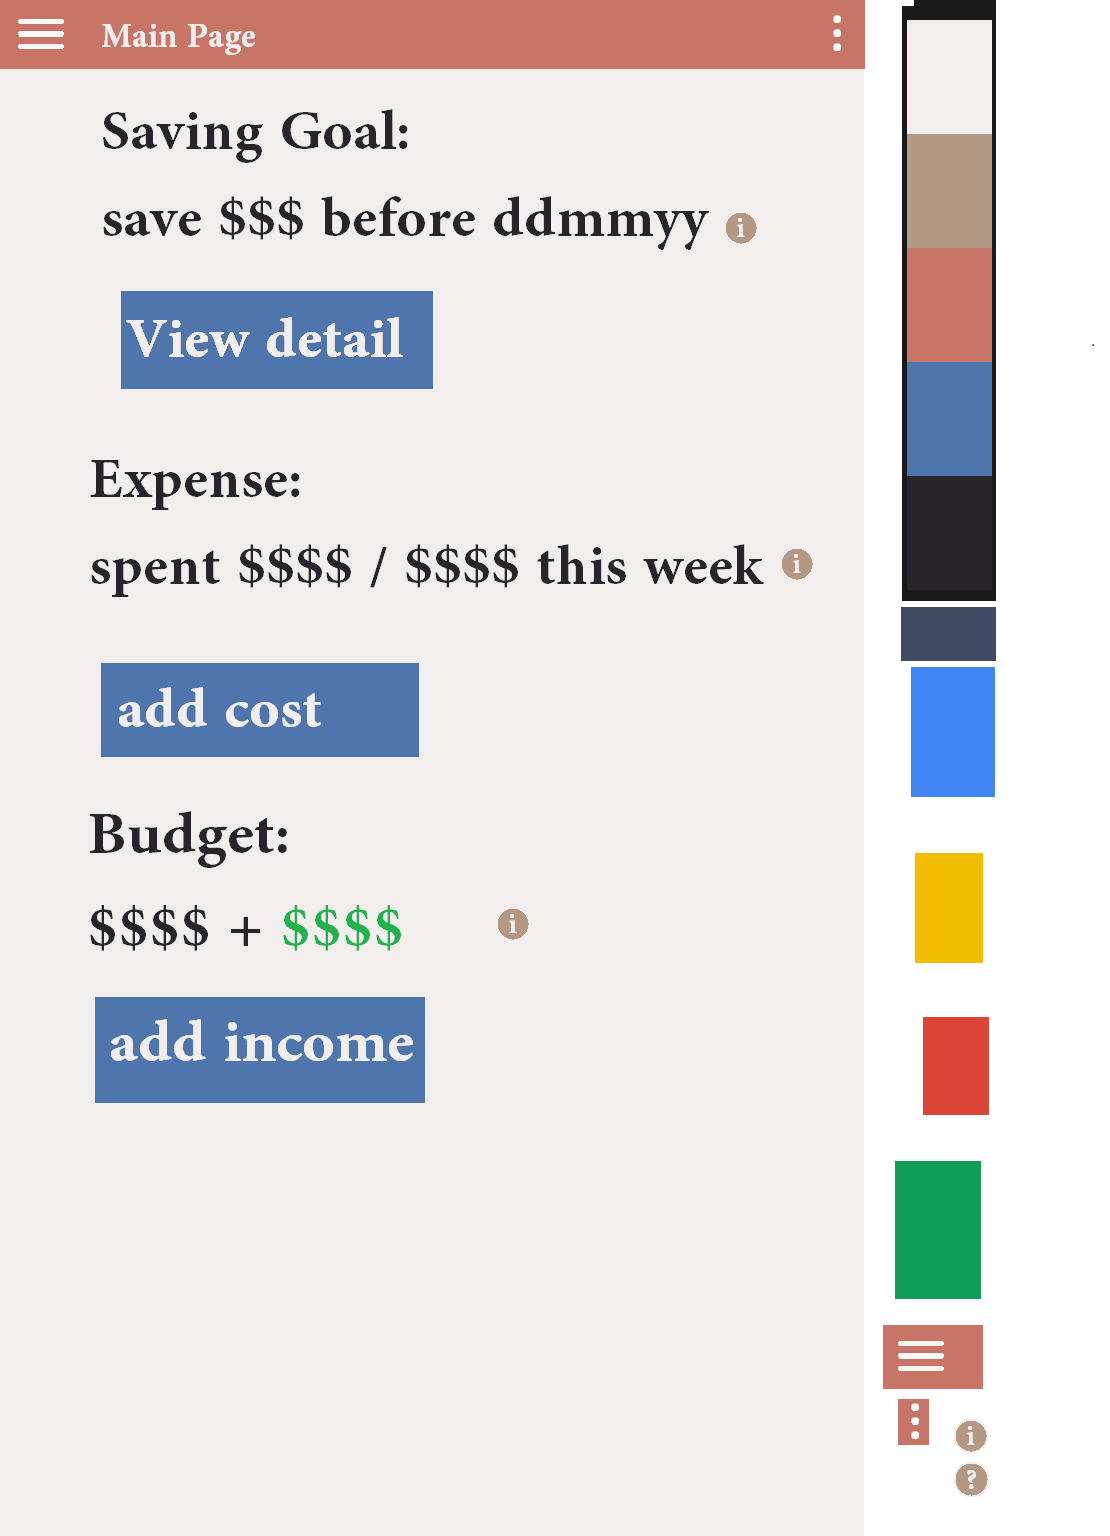 Main Page
Saving Goal:
save $$$ before ddmmyy i
View detail
Expense:
spent $$$$ / $$$$ this week i
add cost
Budget:
$$$$ + $$$$ i
add income
i
?